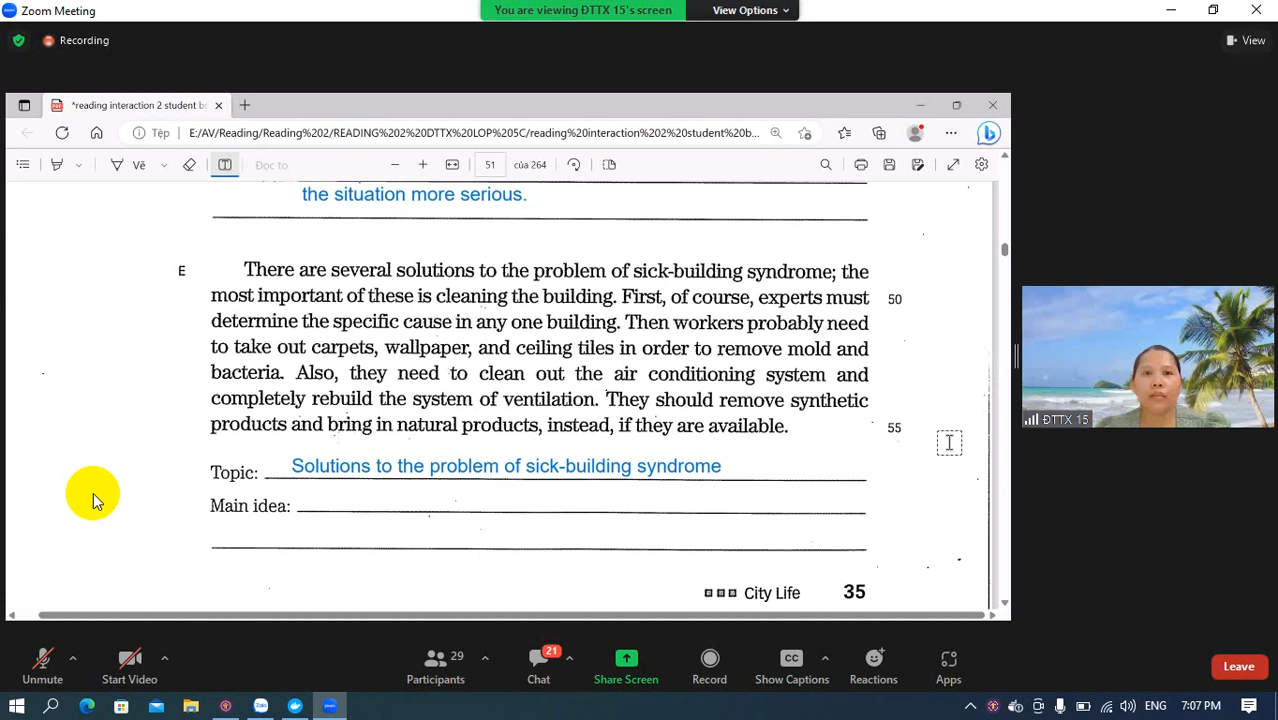 Zoom Meeting
You are viewing ĐTTX 15's screen
View Options
Recording
View
*reading interaction 2 student bo
Tệp
E:/AV/Reading/Reading%202/READING%202%20DTTX%20LOP%205C/reading%20interaction%202%20student%20b...
Vẽ
Đọc to
51
của 264
the situation more serious.
E
There are several solutions to the problem of sick-building syndrome; the
most important of these is cleaning the building. First, of course, experts must
50
determine the specific cause in any one building. Then workers probably need
to take out carpets, wallpaper, and ceiling tiles in order to remove mold and
bacteria. Also, they need to clean out the air conditioning system and
completely rebuild the system of ventilation. They should remove synthetic
products and bring in natural products, instead, if they are available.
55
Topic: Solutions to the problem of sick-building syndrome
Main idea:
City Life 35
ĐTTX 15
Unmute
Start Video
29
Participants
21
Chat
Share Screen
Record
CC
Show Captions
Reactions
Apps
Leave
Zalo
ENG
7:07 PM